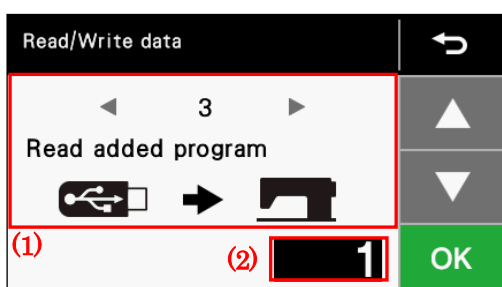 Read/Write data
3
Read added program
(1)
(2)
1
OK